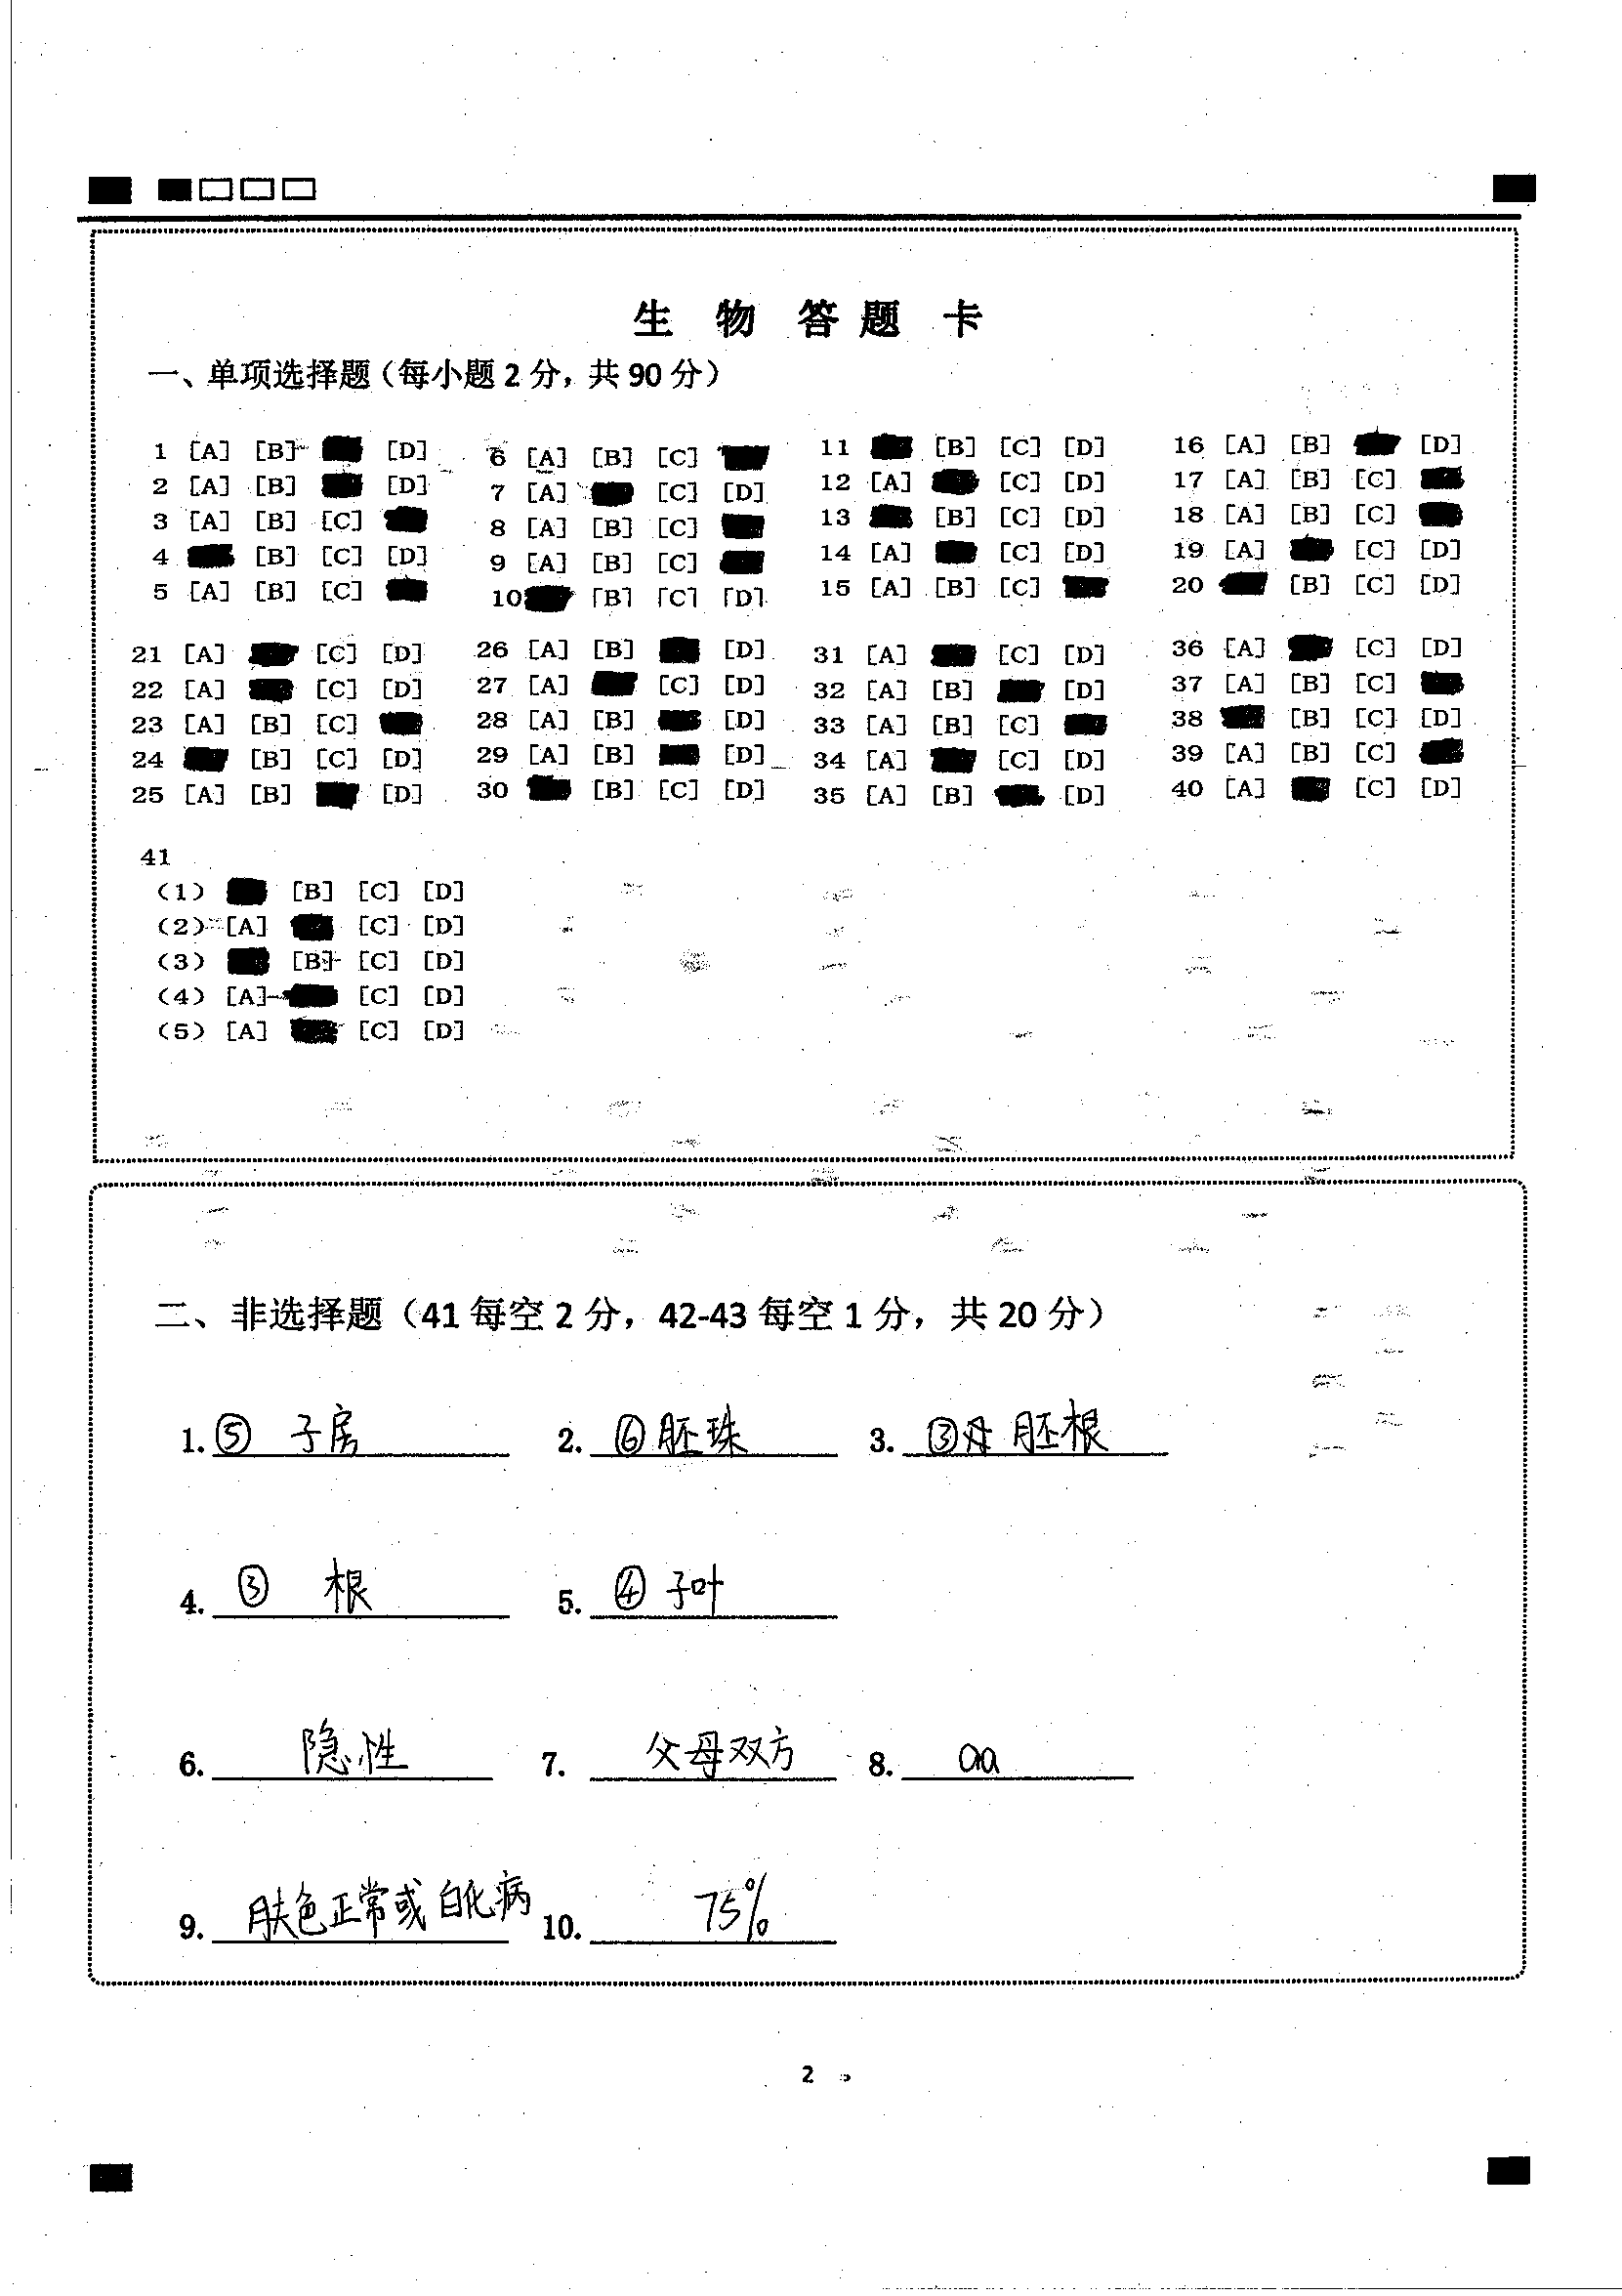 生 物 答 题 卡
一、单项选择题（每小题 2 分，共 90 分）
1 [A] [B] [D] 6 [A] [B] [C] 11 [B] [C] [D] 16 [A] [B] [D]
2 [A] [B] [D] 7 [A] [C] [D] 12 [A] [C] [D] 17 [A] [B] [C]
3 [A] [B] [C] 8 [A] [B] [C] 13 [B] [C] [D] 18 [A] [B] [C]
4 [B] [C] [D] 9 [A] [B] [C] 14 [A] [C] [D] 19 [A] [C] [D]
5 [A] [B] [C] 10 [B] [C] [D] 15 [A] [B] [C] 20 [B] [C] [D]
21 [A] [C] [D] 26 [A] [B] [D] 31 [A] [C] [D] 36 [A] [C] [D]
22 [A] [C] [D] 27 [A] [C] [D] 32 [A] [B] [D] 37 [A] [B] [C]
23 [A] [B] [C] 28 [A] [B] [D] 33 [A] [B] [C] 38 [B] [C] [D]
24 [B] [C] [D] 29 [A] [B] [D] 34 [A] [C] [D] 39 [A] [B] [C]
25 [A] [B] [D] 30 [B] [C] [D] 35 [A] [B] [D] 40 [A] [C] [D]
41
(1) [B] [C] [D]
(2) [A] [C] [D]
(3) [B] [C] [D]
(4) [A] [C] [D]
(5) [A] [C] [D]
二、非选择题（41 每空 2 分，42-43 每空 1 分，共 20 分）
1. ⑤ 子房 2. ⑥胚珠 3. ③ 胚根
4. ③ 根 5. ④ 子叶
6. 隐性 7. 父母双方 8. aa
9. 肤色正常或白化病 10. 75%
2